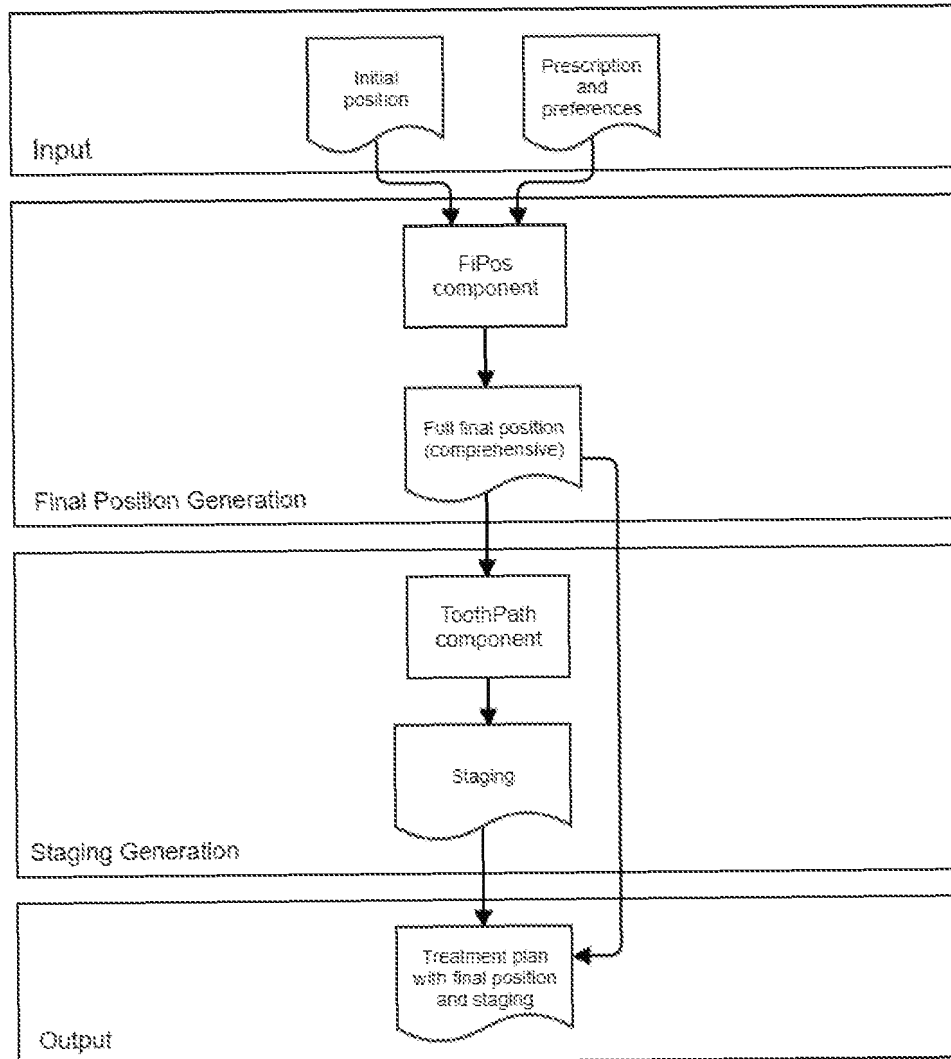 Initial
position
Prescription
and
preferences
Input
FiPos
component
Full final position
(comprehensive)
Final Position Generation
ToothPath
component
Staging
Staging Generation
Treatment plan
with final position
and staging
Output